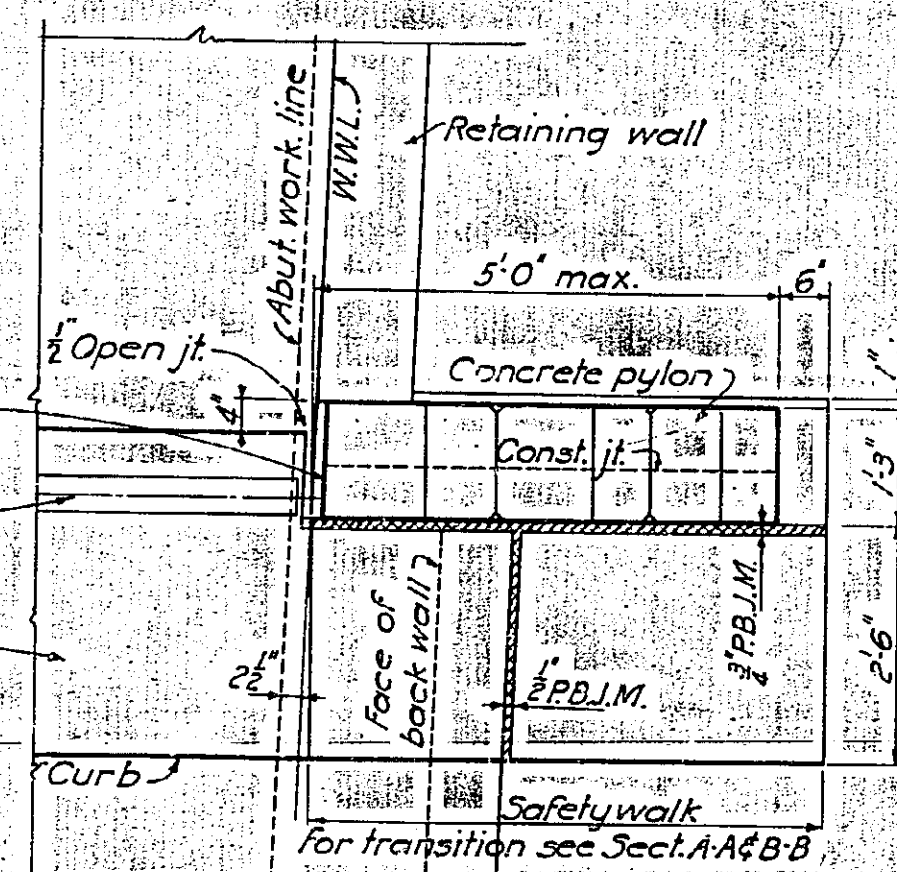 Abut. work line
W.W.L.
Retaining wall
5'-0" max.
6"
1/2" Open jt.
4"
Concrete pylon
1"
Const. jt.
1'-3"
Face of
back wall
2 1/2"
1/2" P.B.J.M.
3/4" P.B.J.M.
2'-6"
Curb
Safetywalk
for transition see Sect. A-A & B-B